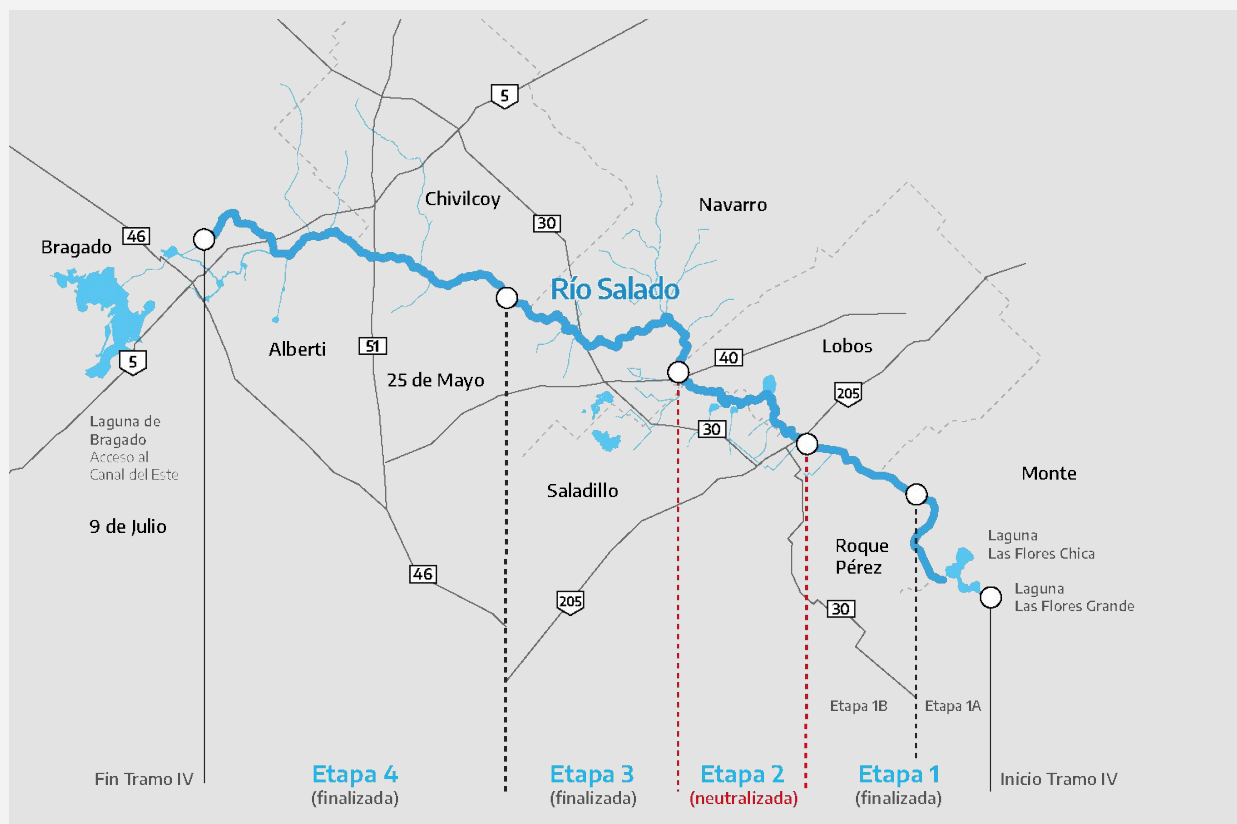 5
Chivilcoy
Navarro
30
46
Bragado
Río Salado
Alberti
51
40
Lobos
5
25 de Mayo
205
Laguna de
Bragado
Acceso al
Canal del Este
30
Monte
Saladillo
9 de Julio
Roque
Pérez
Laguna
Las Flores Chica
46
205
Laguna
Las Flores Grande
30
Etapa 1B
Etapa 1A
Fin Tramo IV
Etapa 4
(finalizada)
Etapa 3
(finalizada)
Etapa 2
(neutralizada)
Etapa 1
(finalizada)
Inicio Tramo IV